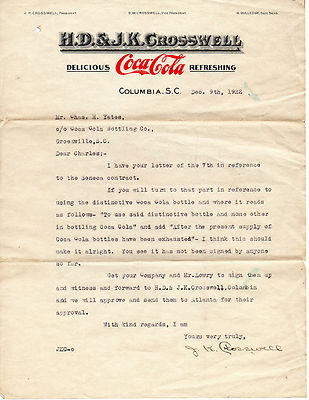 J. K. CROSSWELL, President   S. W. CROSSWELL, Vice President   G. GULLEDGE, Sec'y Treas.
H.D. & J.K. CROSSWELL
DELICIOUS Coca-Cola REFRESHING
COLUMBIA, S.C. Dec. 9th, 1922
Mr. Chas. E. Yates,
c/o Coca Cola Bottling Co.,
Greenville, S.C.
Dear Charles;-
I have your letter of the 7th in reference
to the Seneca contract.
If you will turn to that part in reference to
using the distinctive Coca Cola bottle and where it reads
as follows- "To use said distinctive bottle and none other
in bottling Coca Cola" and add "After the present supply of
Coca Cola bottles have been exhausted"- I think this should
make it alright. You see it has not been signed by anyone
so far.
Get your Company and Mr. Lowry to sign them up
and witness and forward to H.D.& J.K.Crosswell, Columbia
and we will approve and send them to Atlanta for their
approval.
With kind regards, I am
Yours very truly,
J. K. Crosswell
JKC-c